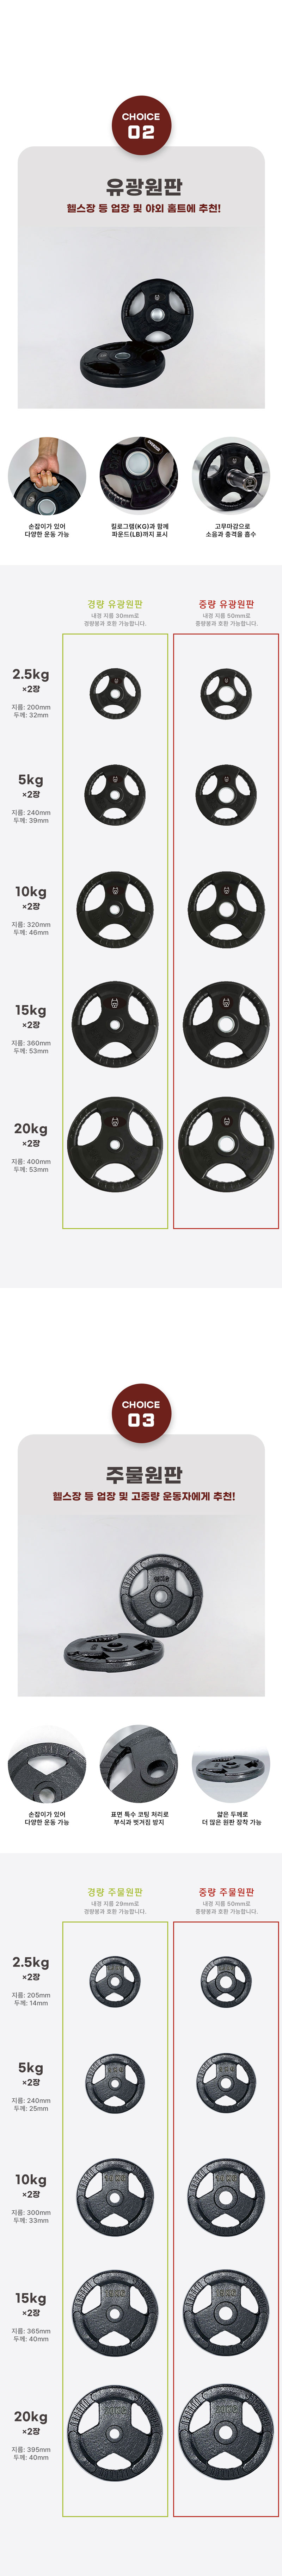 CHOICE
02
유광원판
헬스장 등 업장 및 야외 홈트에 추천!
손잡이가 있어
다양한 운동 가능
킬로그램(KG)과 함께
파운드(LB)까지 표시
고무마감으로
소음과 충격을 흡수
경량 유광원판
내경 지름 30mm로
경량봉과 호환 가능합니다.
중량 유광원판
내경 지름 50mm로
중량봉과 호환 가능합니다.
2.5kg
×2장
지름: 200mm
두께: 32mm
5kg
×2장
지름: 240mm
두께: 39mm
10kg
×2장
지름: 320mm
두께: 46mm
15kg
×2장
지름: 360mm
두께: 53mm
20kg
×2장
지름: 400mm
두께: 53mm
CHOICE
03
주물원판
헬스장 등 업장 및 고중량 운동자에게 추천!
손잡이가 있어
다양한 운동 가능
표면 특수 코팅 처리로
부식과 벗겨짐 방지
얇은 두께로
더 많은 원판 장착 가능
경량 주물원판
내경 지름 29mm로
경량봉과 호환 가능합니다.
중량 주물원판
내경 지름 50mm로
중량봉과 호환 가능합니다.
2.5kg
×2장
지름: 205mm
두께: 14mm
5kg
×2장
지름: 240mm
두께: 25mm
10kg
×2장
지름: 300mm
두께: 33mm
15kg
×2장
지름: 365mm
두께: 40mm
20kg
×2장
지름: 395mm
두께: 40mm